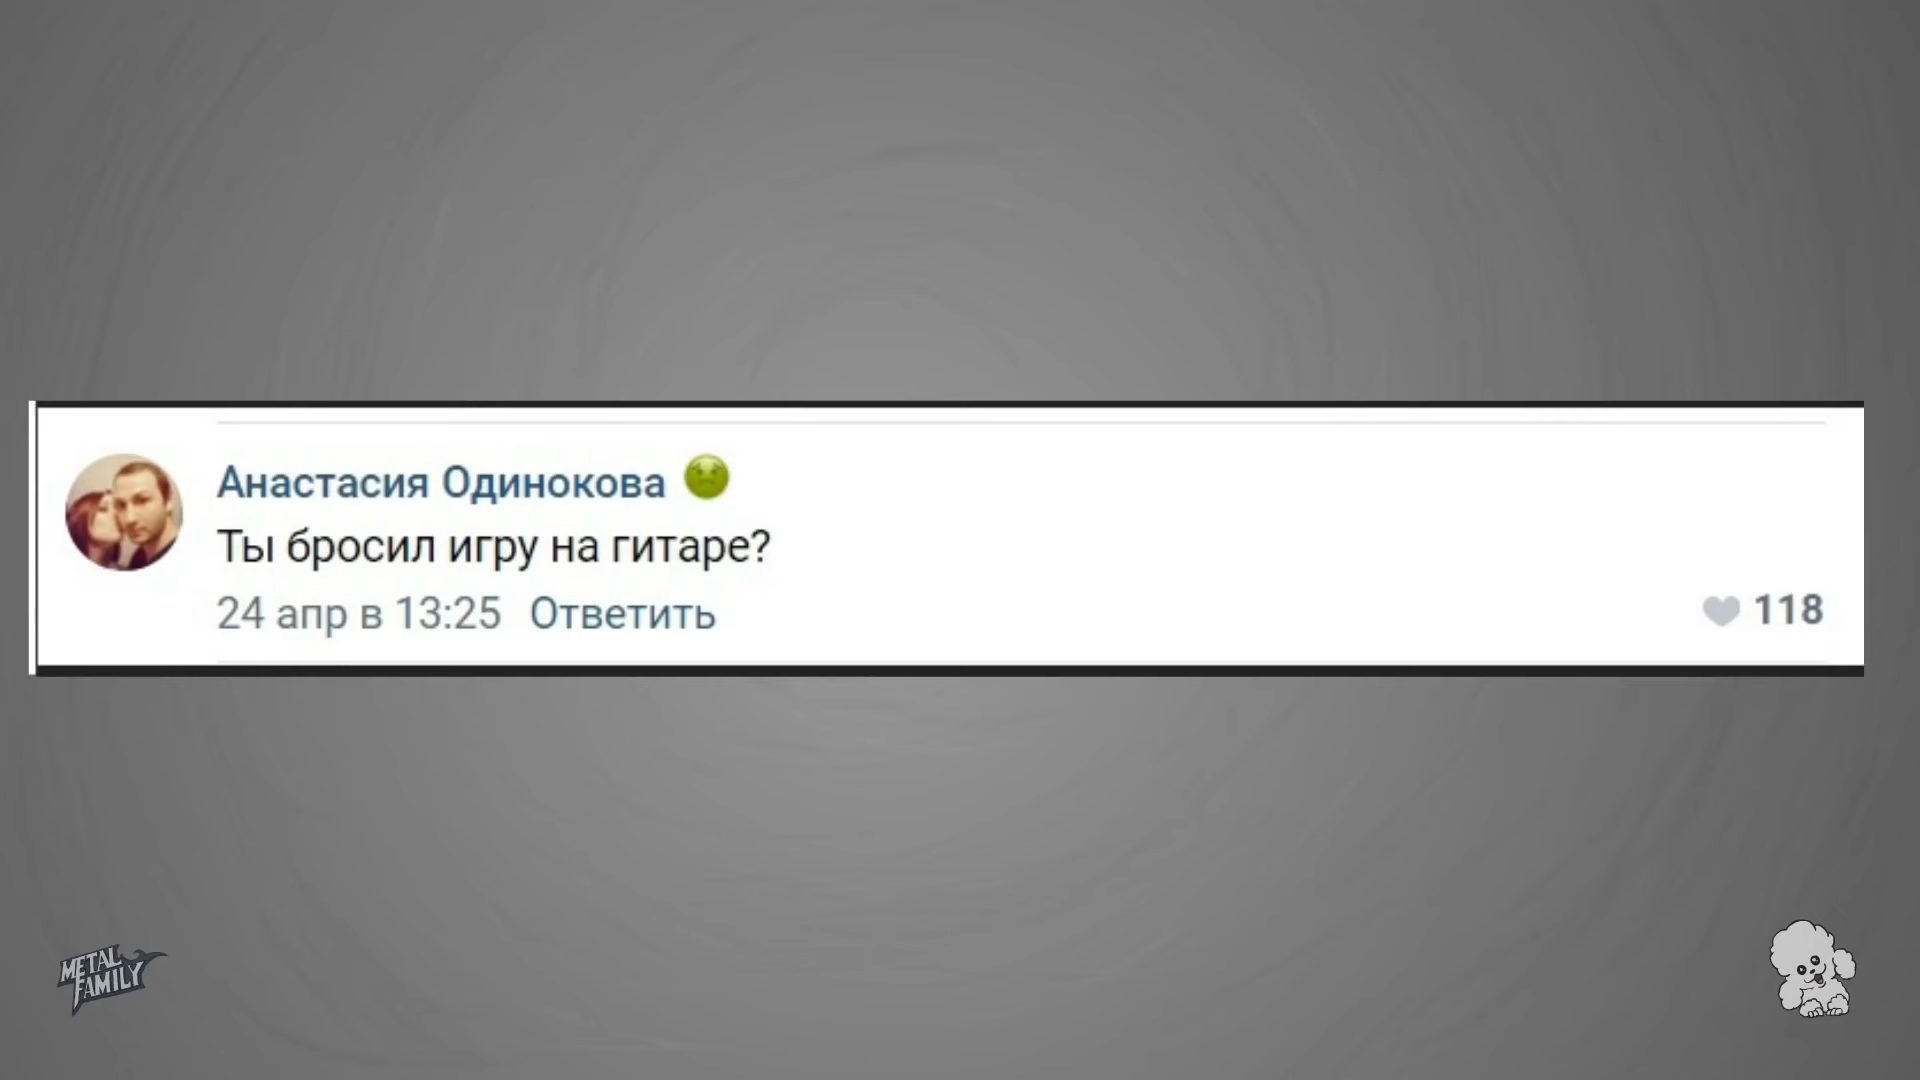 Анастасия Одинокова
Ты бросил игру на гитаре?
24 апр в 13:25 Ответить
118
METAL
FAMILY